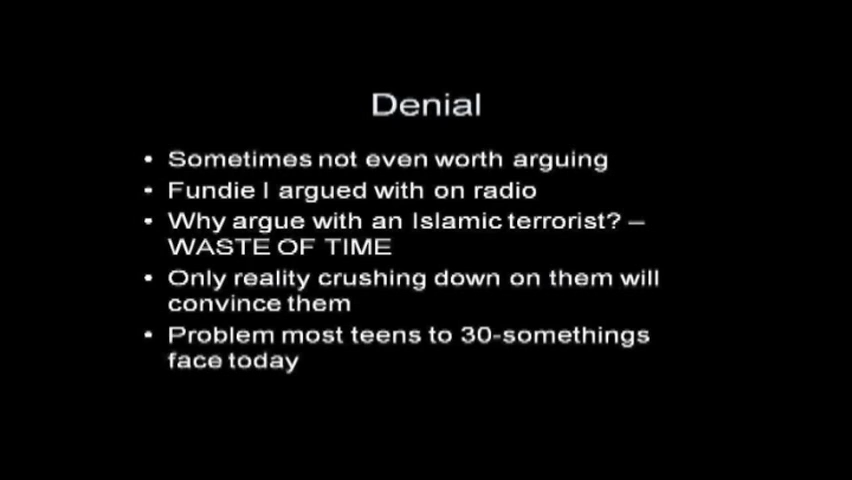 Denial
• Sometimes not even worth arguing
• Fundie I argued with on radio
• Why argue with an Islamic terrorist? –
WASTE OF TIME
• Only reality crushing down on them will
convince them
• Problem most teens to 30-somethings
face today